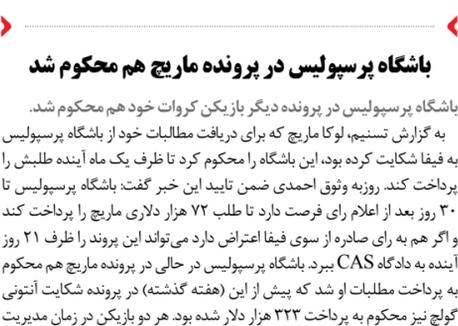 باشگاه پرسپولیس در پرونده ماریچ هم محکوم شد
باشگاه پرسپولیس در پرونده دیگر بازیکن کروات خود هم محکوم شد.
به گزارش تسنیم، لوکا ماریچ که برای دریافت مطالبات خود از باشگاه پرسپولیس
به فیفا شکایت کرده بود، این باشگاه را محکوم کرد تا ظرف یک ماه آینده طلبش را
پرداخت کند. روزبه وثوق احمدی ضمن تایید این خبر گفت: باشگاه پرسپولیس تا
۳۰ روز بعد از اعلام رای فرصت دارد تا طلب ۷۲ هزار دلاری ماریچ را پرداخت کند
و اگر هم به رای صادره از سوی فیفا اعتراض دارد می‌تواند این پروند را ظرف ۲۱ روز
آینده به دادگاه CAS ببرد. باشگاه پرسپولیس در حالی در پرونده ماریچ هم محکوم
به پرداخت مطلبات او شد که پیش از این (هفته گذشته) در پرونده شکایت آنتونی
گولچ نیز محکوم به پرداخت ۳۲۳ هزار دلار شده بود. هر دو بازیکن در زمان مدیریت